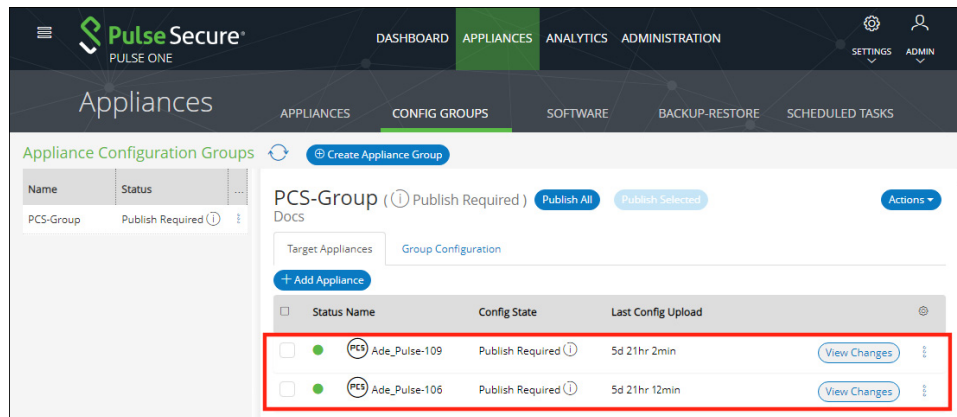 Pulse Secure®
PULSE ONE
DASHBOARD APPLIANCES ANALYTICS ADMINISTRATION
SETTINGS ADMIN
Appliances
APPLIANCES CONFIG GROUPS SOFTWARE BACKUP-RESTORE SCHEDULED TASKS
Appliance Configuration Groups
Create Appliance Group
Name Status ...
PCS-Group Publish Required
PCS-Group ( Publish Required ) Publish All Publish Selected Actions
Docs
Target Appliances Group Configuration
+ Add Appliance
Status Name Config State Last Config Upload
PCS Ade_Pulse-109 Publish Required 5d 21hr 2min View Changes
PCS Ade_Pulse-106 Publish Required 5d 21hr 12min View Changes